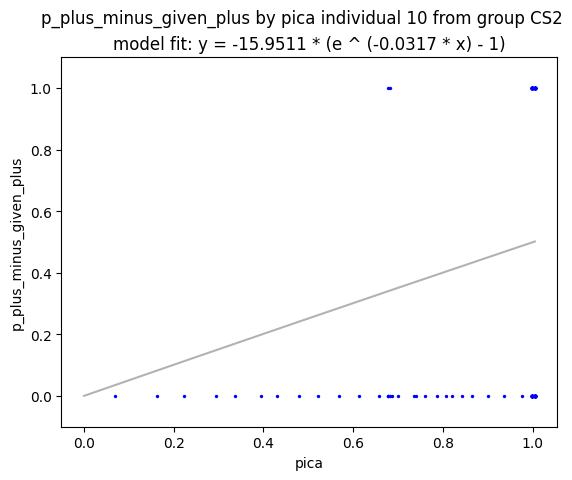 p_plus_minus_given_plus by pica individual 10 from group CS2
model fit: y = -15.9511 * (e ^ (-0.0317 * x) - 1)
p_plus_minus_given_plus
1.0
0.8
0.6
0.4
0.2
0.0
0.0 0.2 0.4 0.6 0.8 1.0
pica